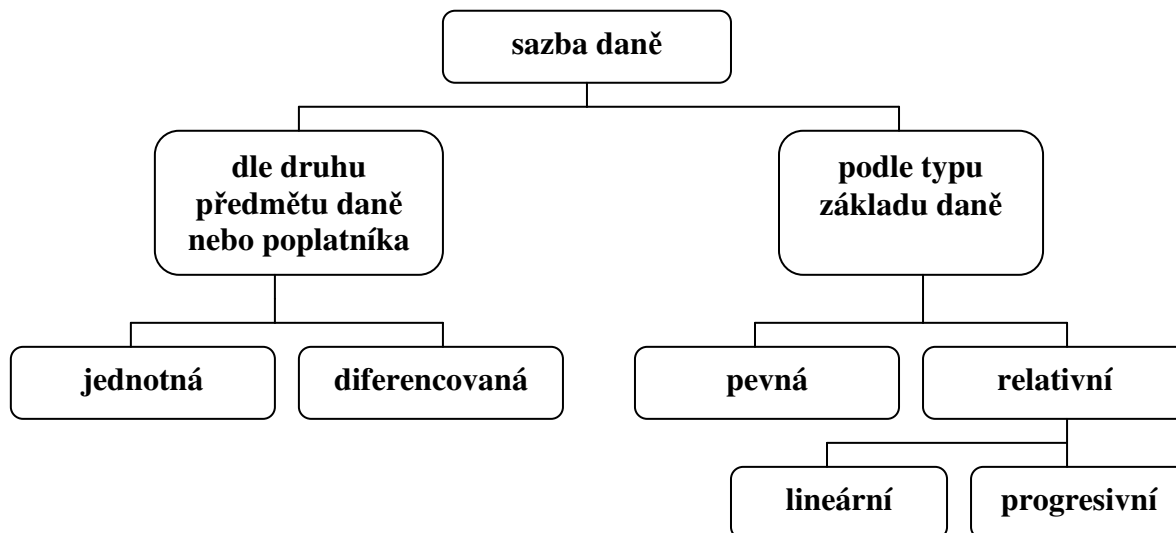 sazba daně
dle druhu
předmětu daně
nebo poplatníka
podle typu
základu daně
jednotná
diferencovaná
pevná
relativní
lineární
progresivní